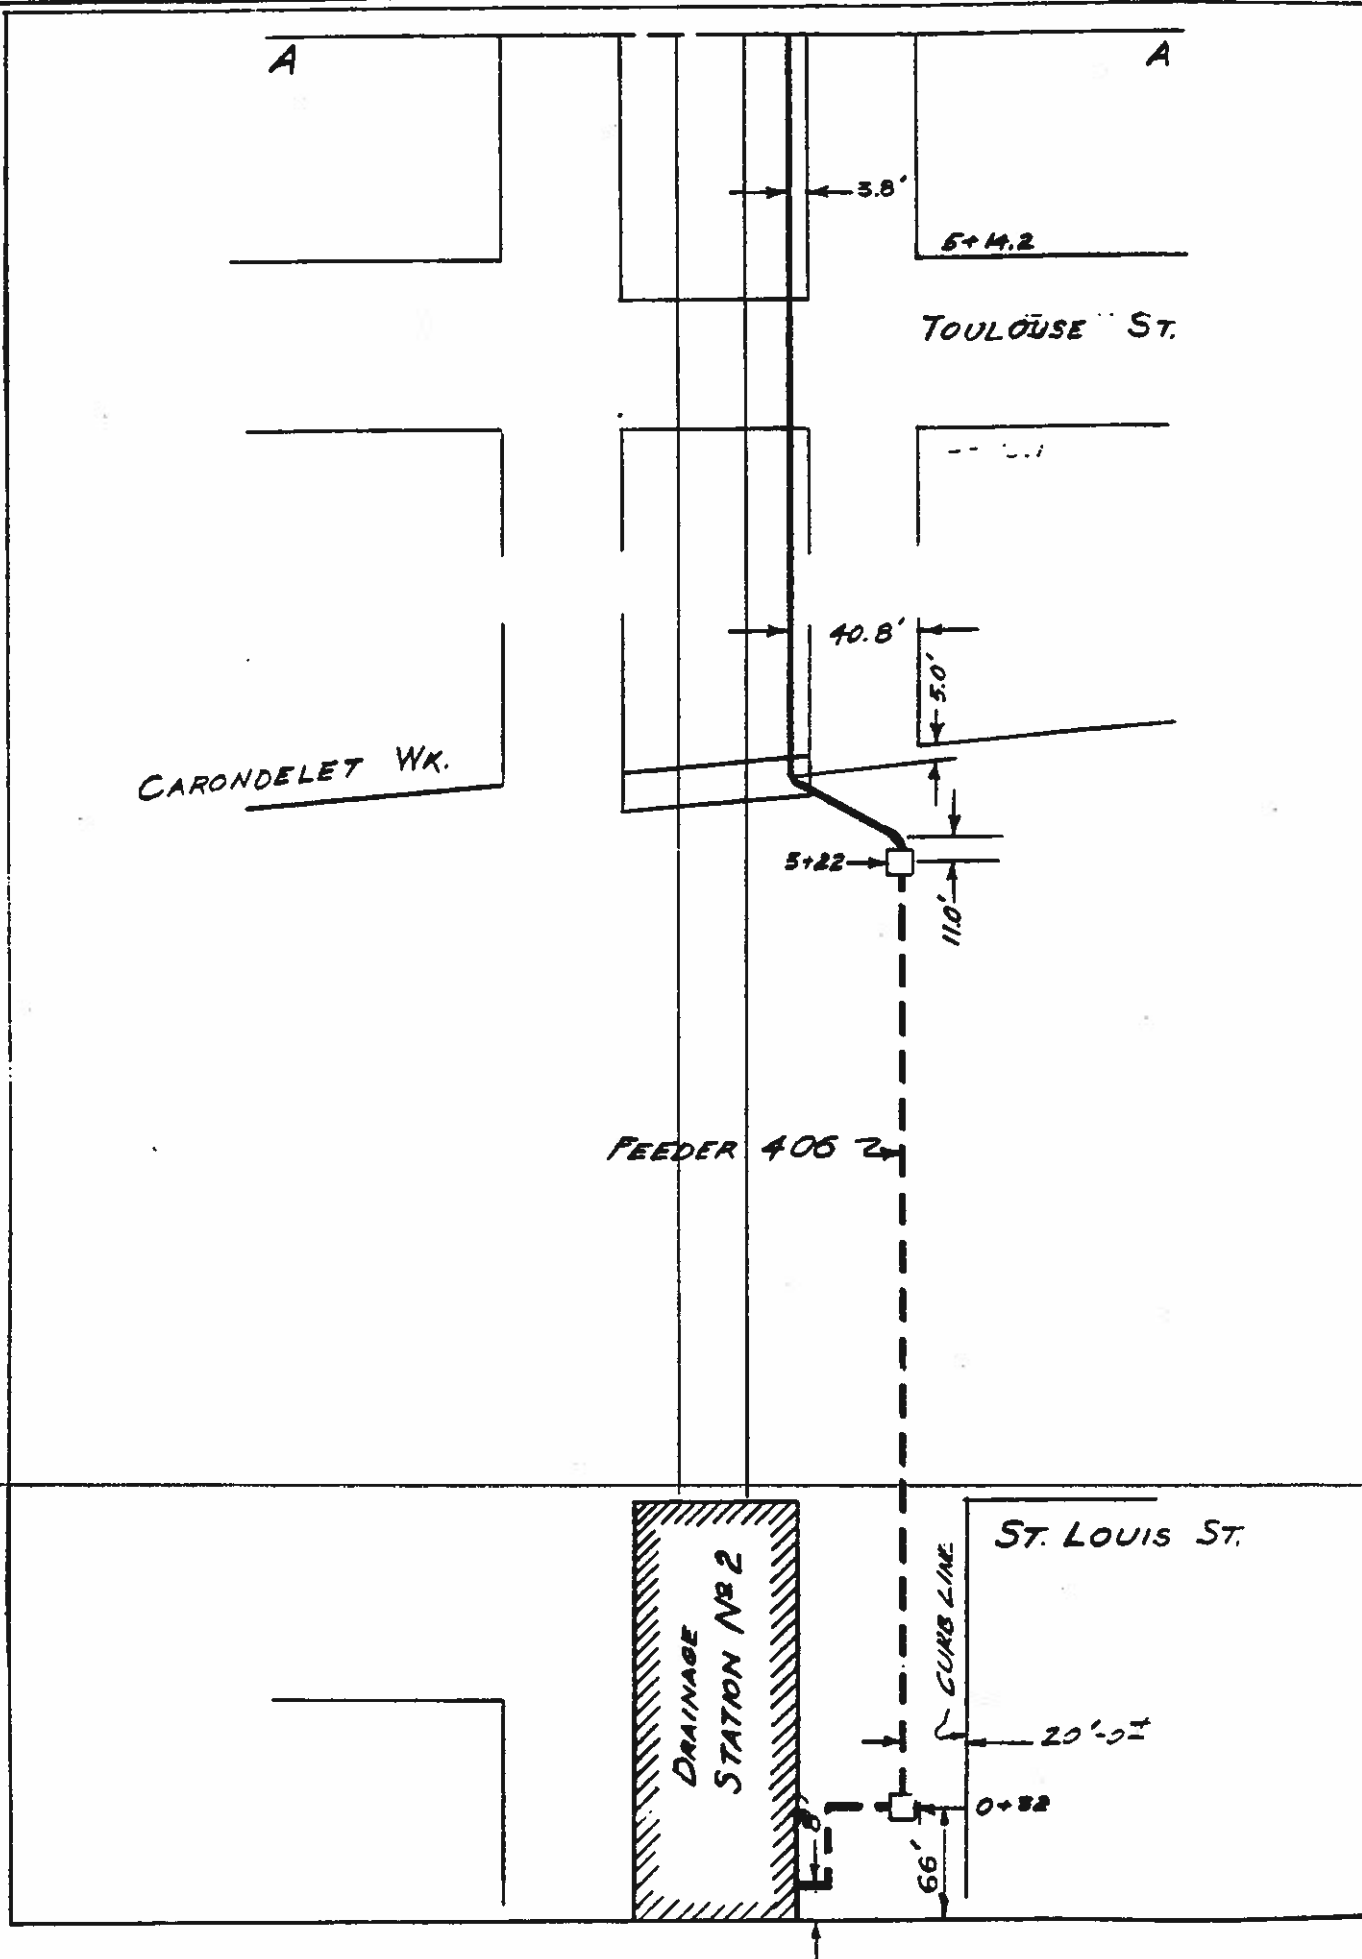 A
A
3.8'
5+14.2
TOULOUSE ST.
40.8'
5.0'
CARONDELET WK.
3+22
11.0'
FEEDER 406
ST. LOUIS ST.
CURB LINE
DRAINAGE
STATION Nº 2
20'-0±
0+32
66'